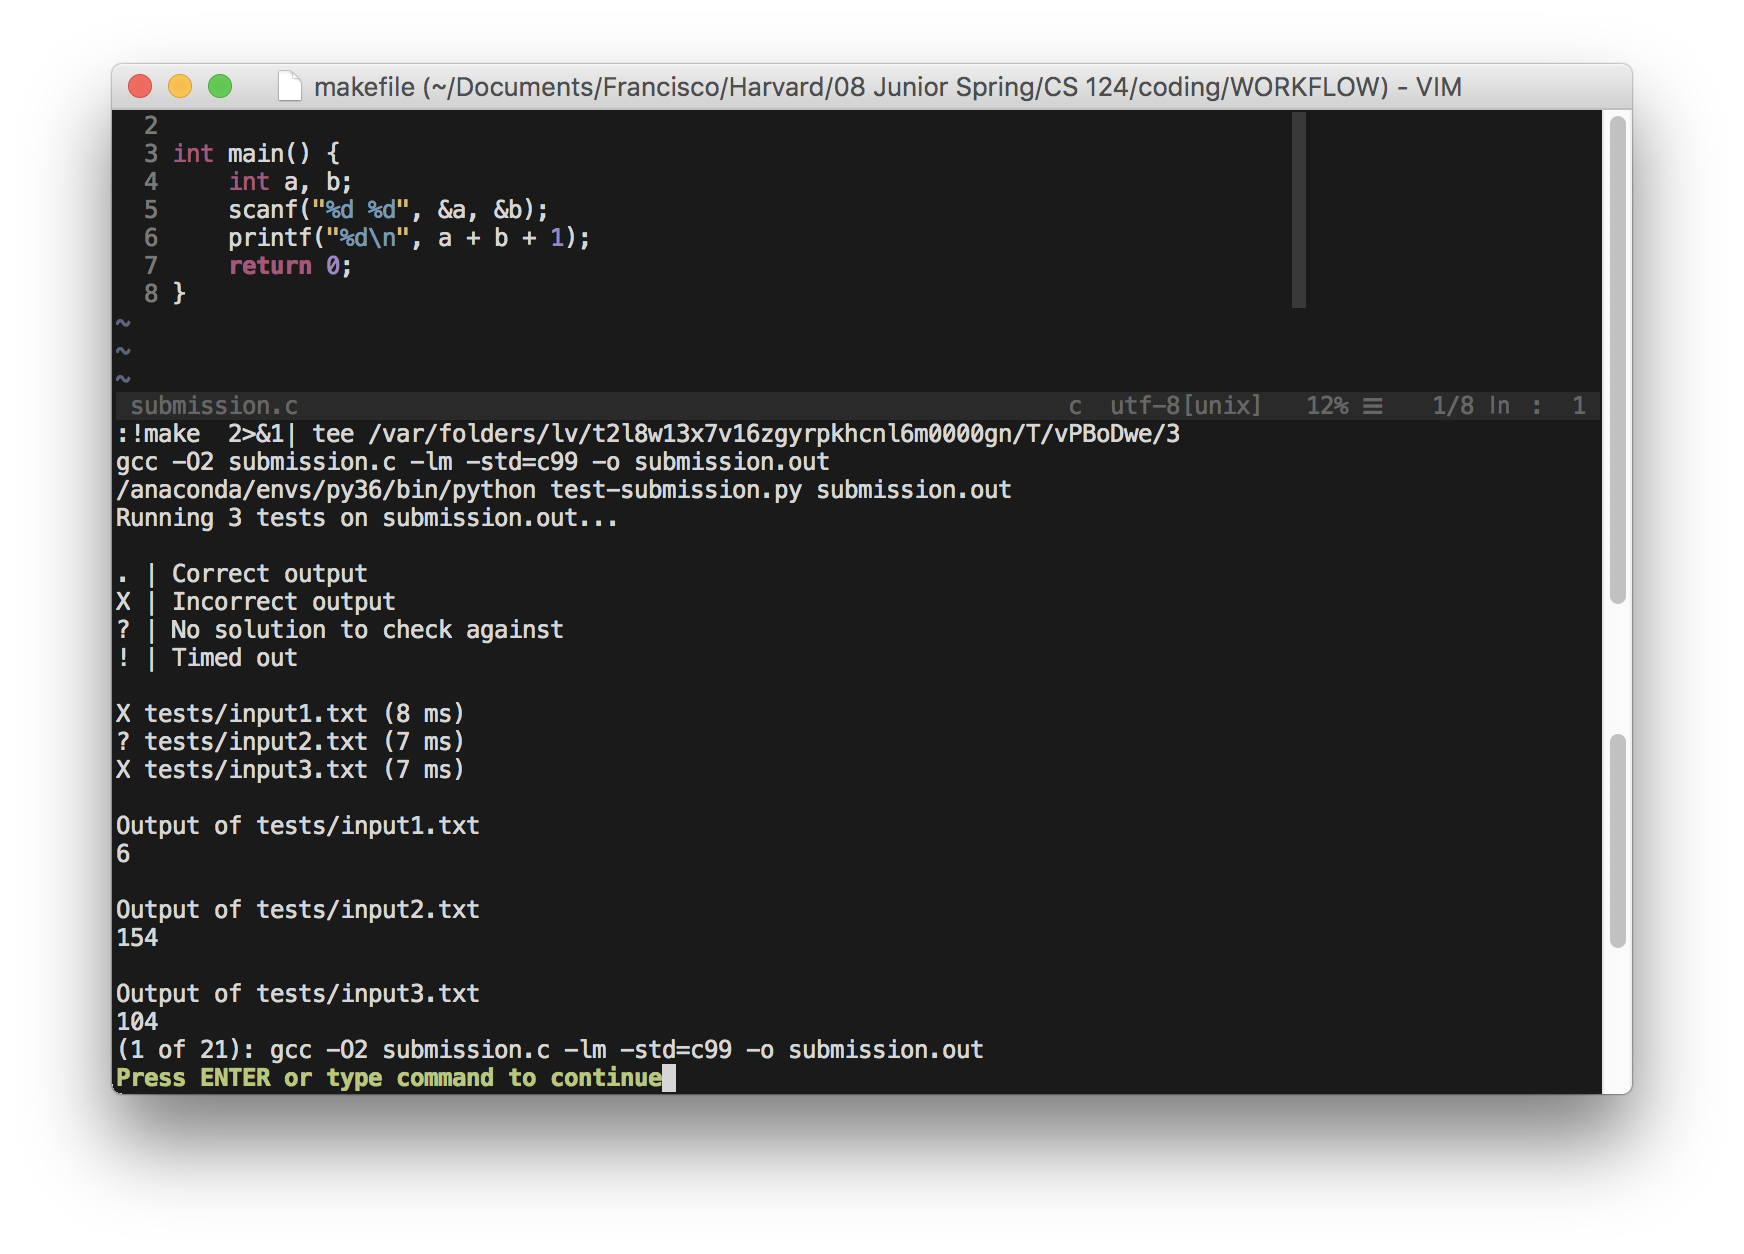 makefile (~/Documents/Francisco/Harvard/08 Junior Spring/CS 124/coding/WORKFLOW) - VIM
2
3 int main() {
4     int a, b;
5     scanf("%d %d", &a, &b);
6     printf("%d\n", a + b + 1);
7     return 0;
8 }
~
~
~
submission.c c utf-8[unix] 12% ☰ 1/8 ln : 1
:!make  2>&1| tee /var/folders/lv/t2l8w13x7v16zgyrpkhcnl6m0000gn/T/vPBoDwe/3
gcc -O2 submission.c -lm -std=c99 -o submission.out
/anaconda/envs/py36/bin/python test-submission.py submission.out
Running 3 tests on submission.out...
. | Correct output
X | Incorrect output
? | No solution to check against
! | Timed out
X tests/input1.txt (8 ms)
? tests/input2.txt (7 ms)
X tests/input3.txt (7 ms)
Output of tests/input1.txt
6
Output of tests/input2.txt
154
Output of tests/input3.txt
104
(1 of 21): gcc -O2 submission.c -lm -std=c99 -o submission.out
Press ENTER or type command to continue